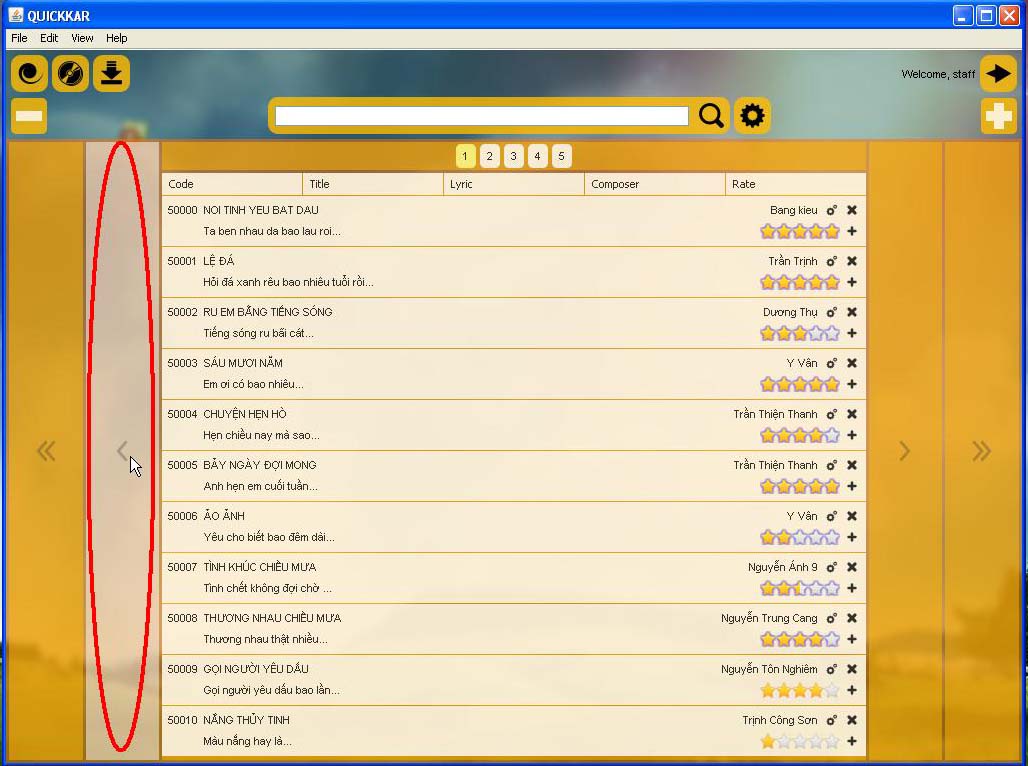 QUICKKAR
File Edit View Help
Welcome, staff
1 2 3 4 5
Code Title Lyric Composer Rate
50000 NOI TINH YEU BAT DAU Bang kieu
Ta ben nhau da bao lau roi...
50001 LỆ ĐÁ Trần Trịnh
Hỏi đá xanh rêu bao nhiêu tuổi rồi...
50002 RU EM BẰNG TIẾNG SÓNG Dương Thụ
Tiếng sóng ru bãi cát...
50003 SÁU MƯƠI NĂM Y Vân
Em ơi có bao nhiêu...
50004 CHUYỆN HẸN HÒ Trần Thiện Thanh
Hẹn chiều nay mà sao...
50005 BẢY NGÀY ĐỢI MONG Trần Thiện Thanh
Anh hẹn em cuối tuần...
50006 ẢO ẢNH Y Vân
Yêu cho biết bao đêm dài...
50007 TÌNH KHÚC CHIỀU MƯA Nguyễn Ánh 9
Tình chết không đợi chờ ...
50008 THƯƠNG NHAU CHIỀU MƯA Nguyễn Trung Cang
Thương nhau thật nhiều...
50009 GỌI NGƯỜI YÊU DẤU Nguyễn Tôn Nghiêm
Gọi người yêu dấu bao lần...
50010 NẮNG THỦY TINH Trịnh Công Sơn
Màu nắng hay là...